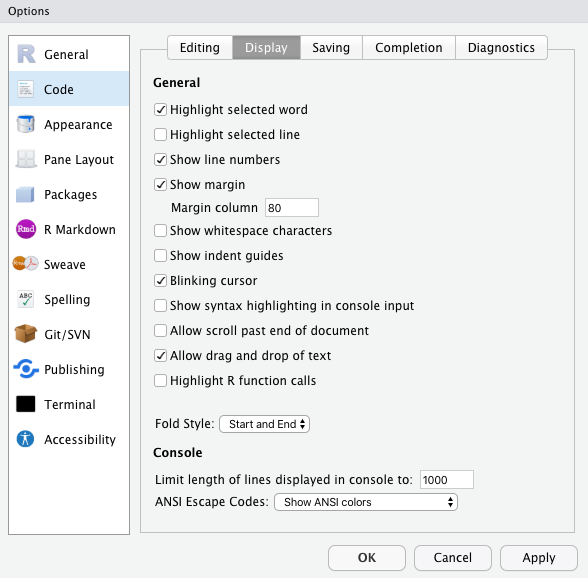 Options
General
Code
Appearance
Pane Layout
Packages
Rmd R Markdown
Rnw Sweave
ABC Spelling
Git/SVN
Publishing
Terminal
Accessibility
Editing Display Saving Completion Diagnostics
General
Highlight selected word
Highlight selected line
Show line numbers
Show margin
Margin column 80
Show whitespace characters
Show indent guides
Blinking cursor
Show syntax highlighting in console input
Allow scroll past end of document
Allow drag and drop of text
Highlight R function calls
Fold Style: Start and End
Console
Limit length of lines displayed in console to: 1000
ANSI Escape Codes: Show ANSI colors
OK Cancel Apply